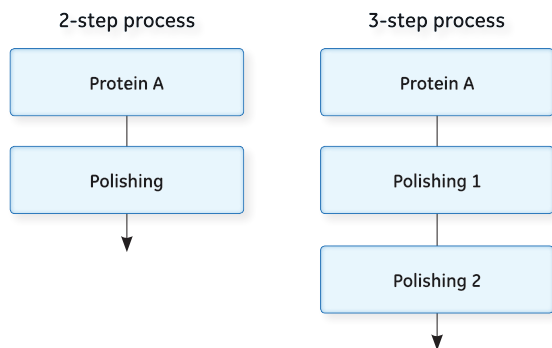 2-step process
Protein A
Polishing
3-step process
Protein A
Polishing 1
Polishing 2